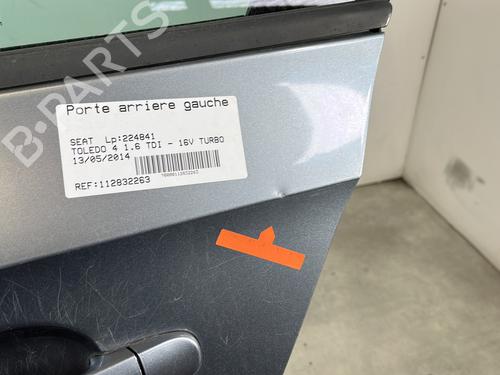 Porte arriere gauche
SEAT Lp:224841
TOLEDO 4 1.6 TDI - 16V TURBO
13/05/2014
REF:112832263
B-PARTS